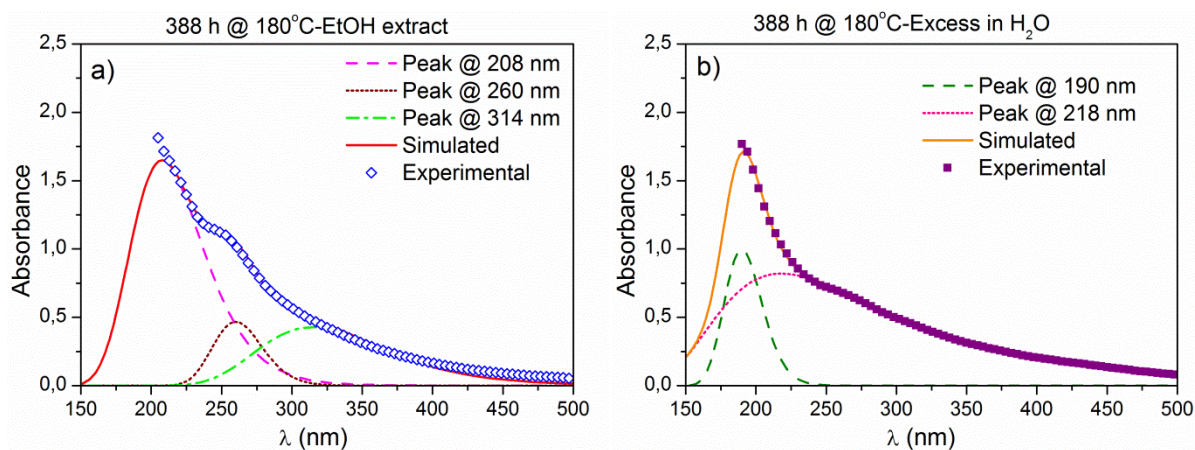 388 h @ 180°C-EtOH extract
a)
Peak @ 208 nm
Peak @ 260 nm
Peak @ 314 nm
Simulated
Experimental
Absorbance
2,5
2,0
1,5
1,0
0,5
0,0
150 200 250 300 350 400 450 500
λ (nm)
388 h @ 180°C-Excess in H₂O
b)
Peak @ 190 nm
Peak @ 218 nm
Simulated
Experimental
Absorbance
2,5
2,0
1,5
1,0
0,5
0,0
150 200 250 300 350 400 450 500
λ (nm)